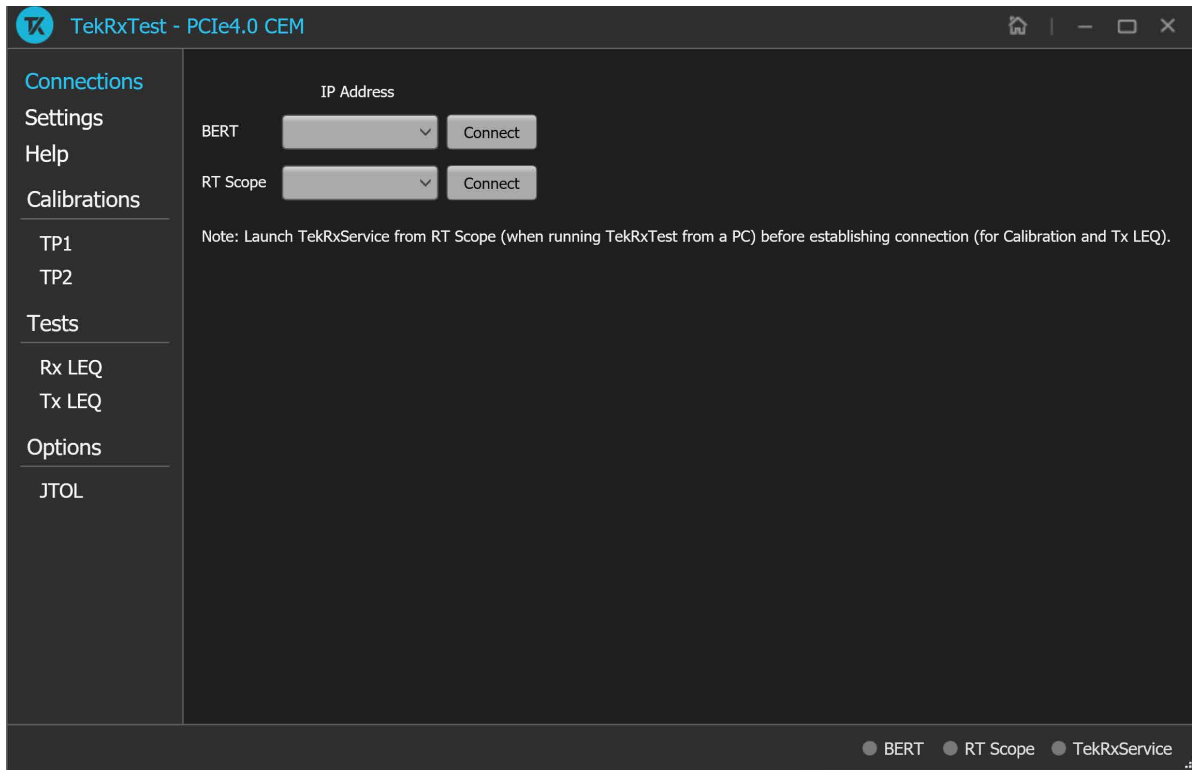 TekRxTest - PCIe4.0 CEM
Connections
Settings
Help
Calibrations
TP1
TP2
Tests
Rx LEQ
Tx LEQ
Options
JTOL
IP Address
BERT Connect
RT Scope Connect
Note: Launch TekRxService from RT Scope (when running TekRxTest from a PC) before establishing connection (for Calibration and Tx LEQ).
BERT RT Scope TekRxService